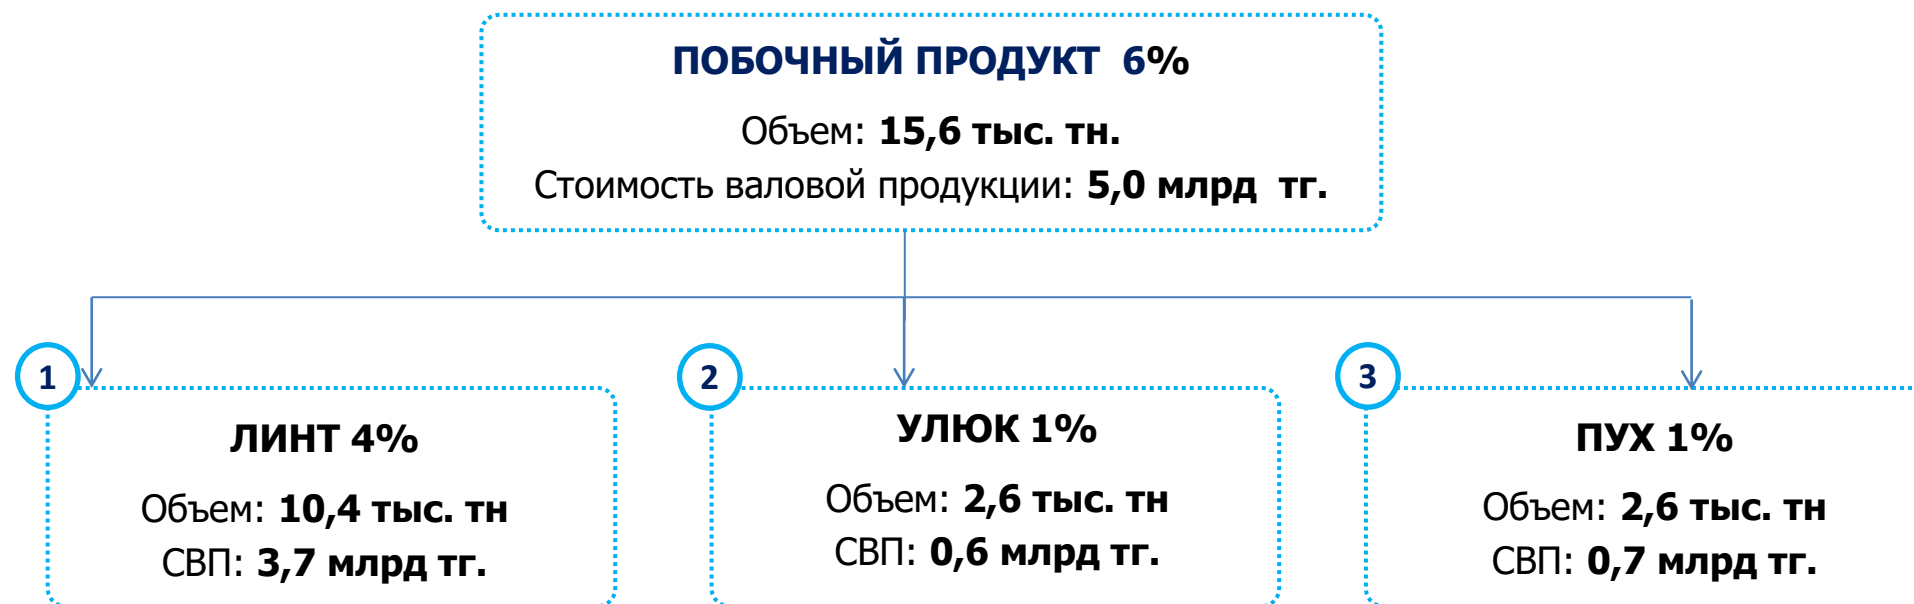 ПОБОЧНЫЙ ПРОДУКТ 6%
Объем: 15,6 тыс. тн.
Стоимость валовой продукции: 5,0 млрд тг.
1
ЛИНТ 4%
Объем: 10,4 тыс. тн
СВП: 3,7 млрд тг.
2
УЛЮК 1%
Объем: 2,6 тыс. тн
СВП: 0,6 млрд тг.
3
ПУХ 1%
Объем: 2,6 тыс. тн
СВП: 0,7 млрд тг.